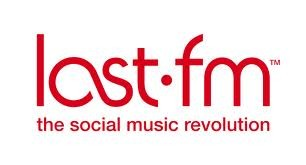 last·fm™
the social music revolution